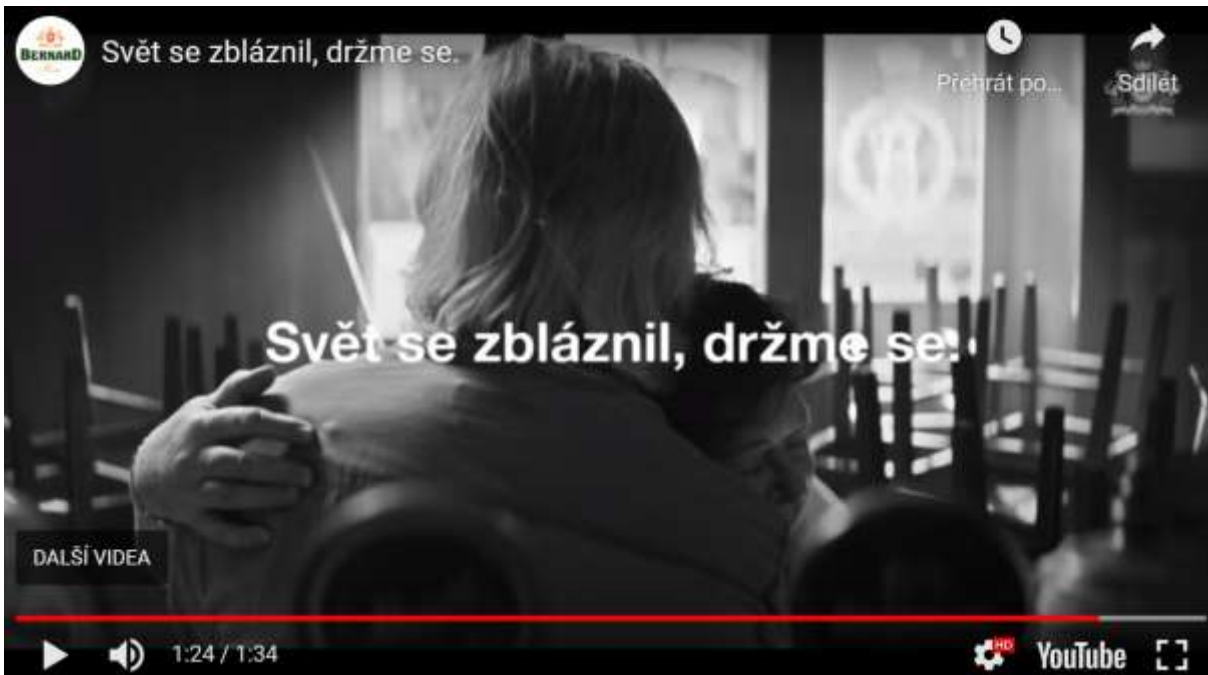 BERNARD
Svět se zbláznil, držme se.
Přehrát po...
Sdílet
Svět se zbláznil, držme se.
DALŠÍ VIDEA
1:24 / 1:34
HD
YouTube